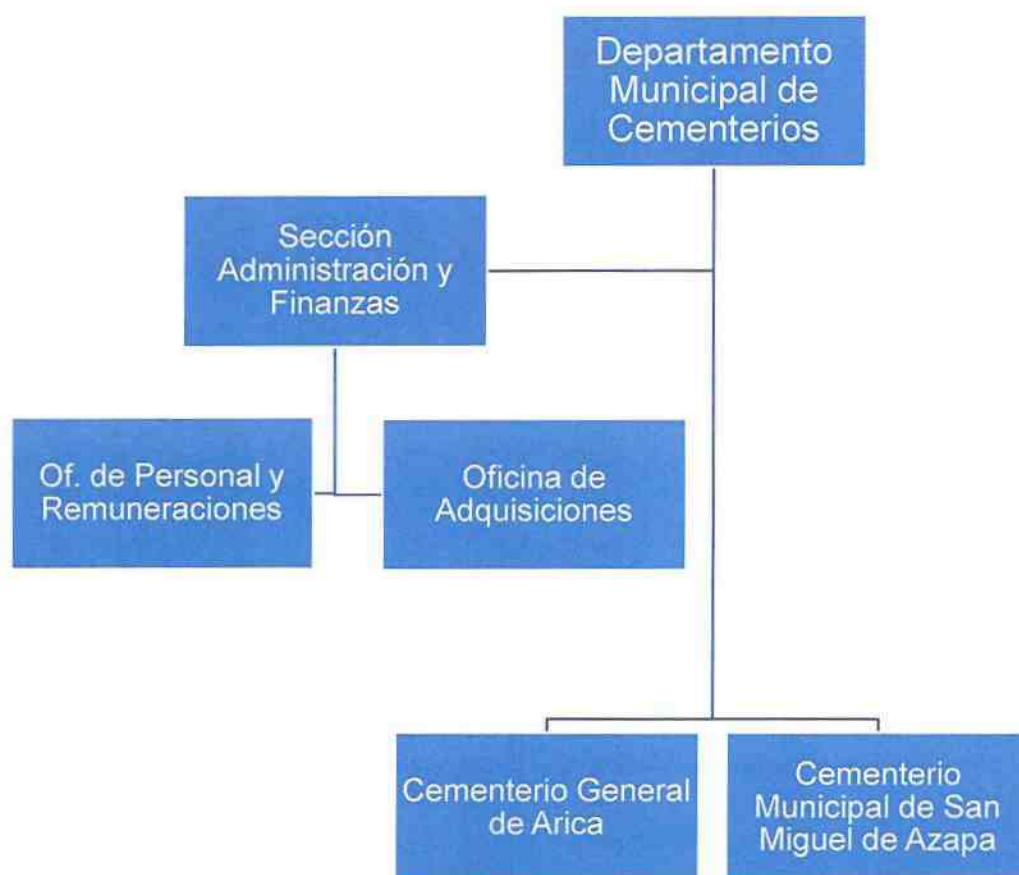 Departamento
Municipal de
Cementerios
Sección
Administración y
Finanzas
Of. de Personal y
Remuneraciones
Oficina de
Adquisiciones
Cementerio General
de Arica
Cementerio
Municipal de San
Miguel de Azapa